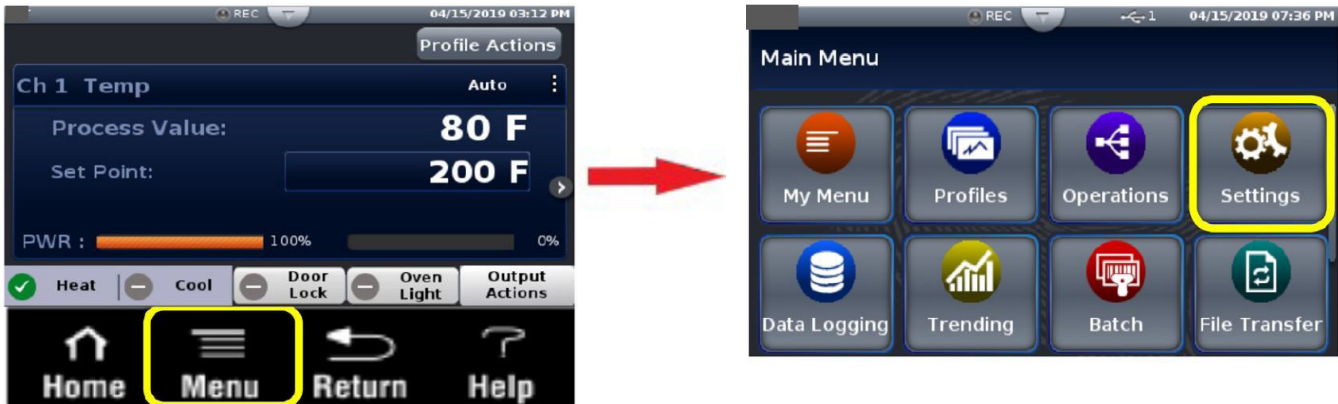 REC 04/15/2019 03:12 PM
Profile Actions
Ch 1 Temp Auto
Process Value: 80 F
Set Point: 200 F
PWR : 100% 0%
Heat Cool Door Lock Oven Light Output Actions
Home Menu Return Help
REC 1 04/15/2019 07:36 PM
Main Menu
My Menu Profiles Operations Settings
Data Logging Trending Batch File Transfer